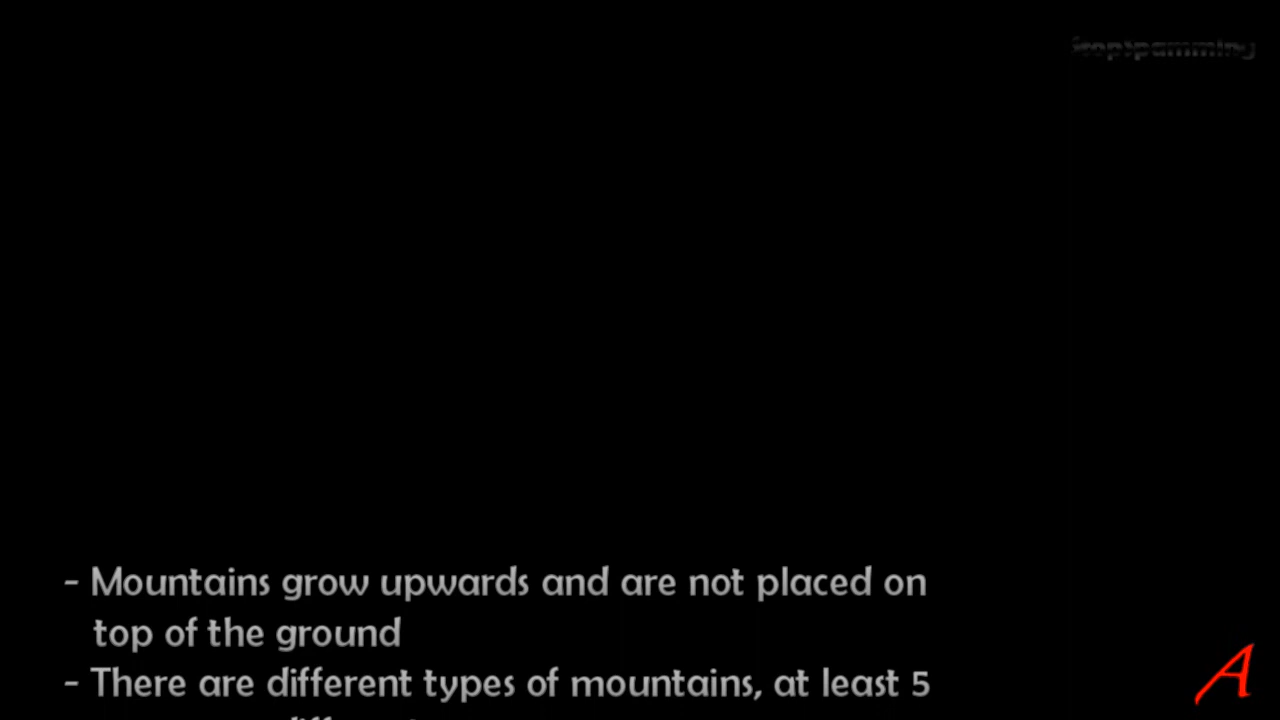 - Mountains grow upwards and are not placed on
top of the ground
- There are different types of mountains, at least 5
A